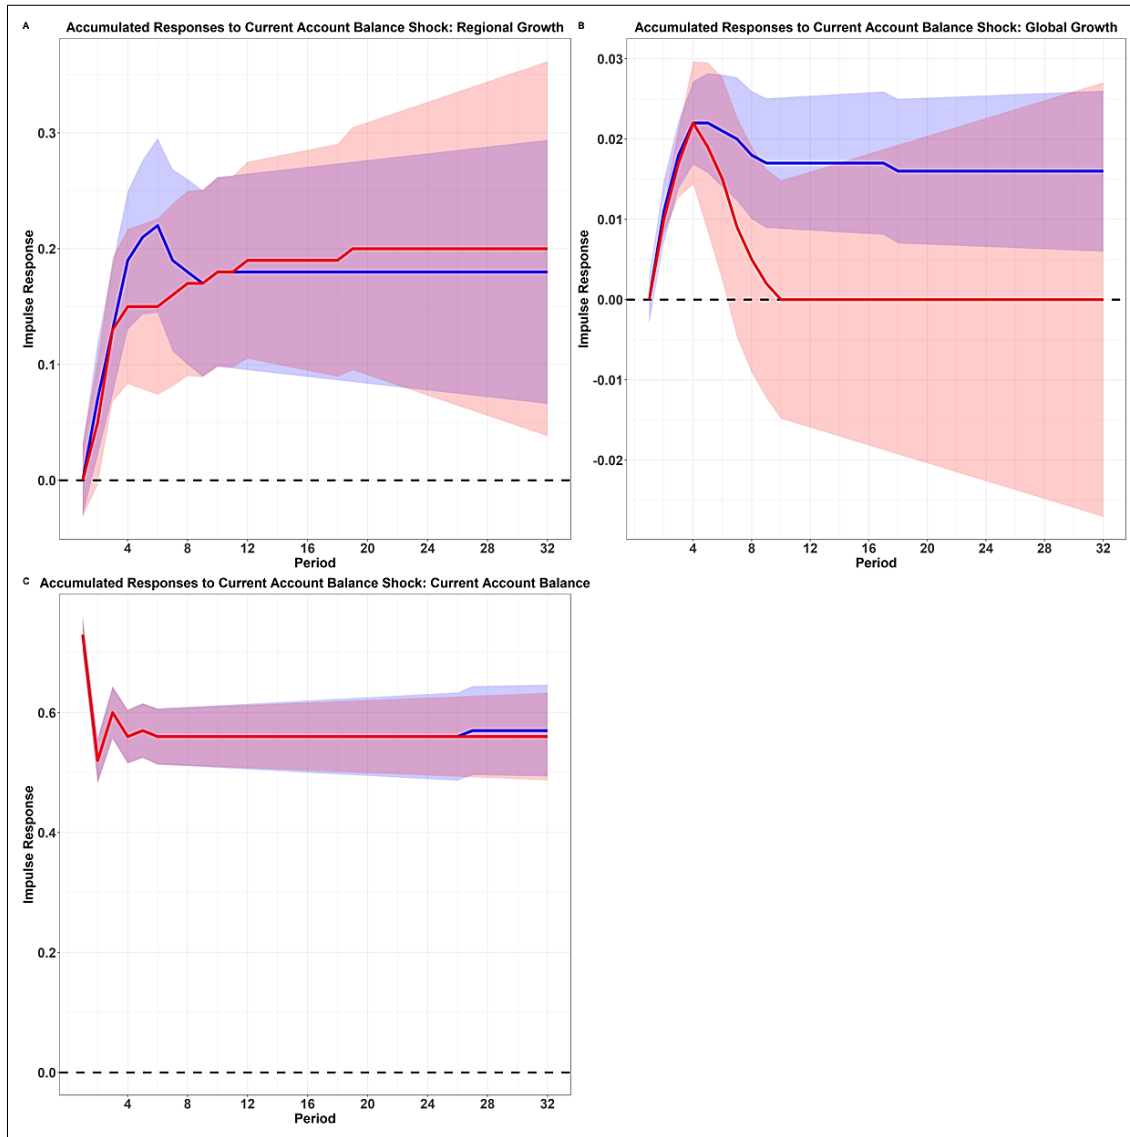 A
Accumulated Responses to Current Account Balance Shock: Regional Growth
Impulse Response
0.3
0.2
0.1
0.0
4 8 12 16 20 24 28 32
Period
B
Accumulated Responses to Current Account Balance Shock: Global Growth
Impulse Response
0.03
0.02
0.01
0.00
-0.01
-0.02
4 8 12 16 20 24 28 32
Period
C
Accumulated Responses to Current Account Balance Shock: Current Account Balance
Impulse Response
0.6
0.4
0.2
0.0
4 8 12 16 20 24 28 32
Period